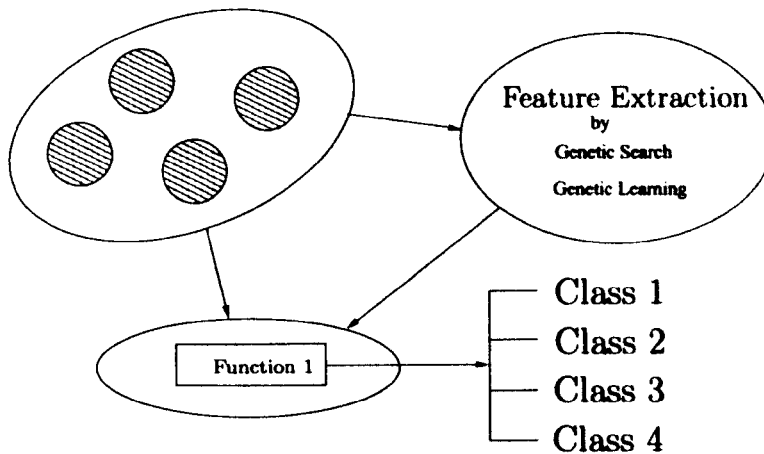 Feature Extraction
by
Genetic Search
Genetic Learning
Class 1
Class 2
Function 1
Class 3
Class 4